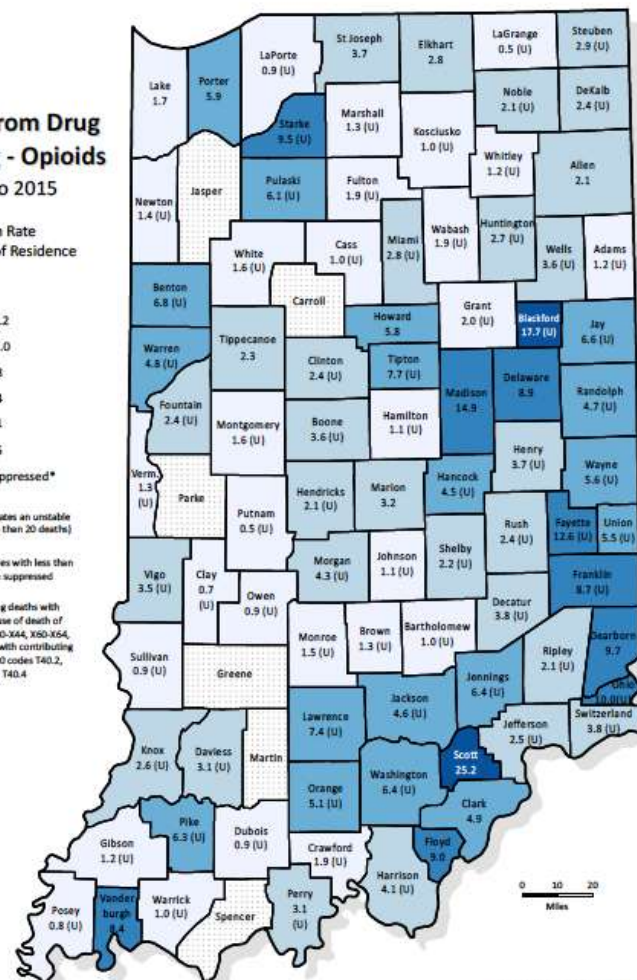 rom Drug
- Opioids
o 2015
n Rate
of Residence
.2
.0
ppressed*
ates an unstable
than 20 deaths)
es with less than
suppressed
g deaths with
use of death of
0-X44, X60-X64,
with contributing
0 codes T40.2,
T40.4
Lake
1.7
Porter
5.9
LaPorte
0.9 (U)
St Joseph
3.7
Elkhart
2.8
LaGrange
0.5 (U)
Steuben
2.9 (U)
Noble
2.1 (U)
DeKalb
2.4 (U)
Starke
9.5 (U)
Marshall
1.3 (U)
Kosciusko
1.0 (U)
Whitley
1.2 (U)
Allen
2.1
Newton
1.4 (U)
Jasper
Pulaski
6.1 (U)
Fulton
1.9 (U)
White
1.6 (U)
Cass
1.0 (U)
Miami
2.8 (U)
Wabash
1.9 (U)
Huntington
2.7 (U)
Wells
3.6 (U)
Adams
1.2 (U)
Benton
6.8 (U)
Carroll
Howard
5.8
Grant
2.0 (U)
Blackford
17.7 (U)
Jay
6.6 (U)
Warren
4.8 (U)
Tippecanoe
2.3
Clinton
2.4 (U)
Tipton
7.7 (U)
Madison
14.9
Delaware
8.9
Randolph
4.7 (U)
Fountain
2.4 (U)
Montgomery
1.6 (U)
Boone
3.6 (U)
Hamilton
1.1 (U)
Henry
3.7 (U)
Wayne
5.6 (U)
Verm.
1.3
(U)
Parke
Putnam
0.5 (U)
Hendricks
2.1 (U)
Marion
3.2
Hancock
4.5 (U)
Rush
2.4 (U)
Fayette
12.6 (U)
Union
5.5 (U)
Vigo
3.5 (U)
Clay
0.7
(U)
Owen
0.9 (U)
Morgan
4.3 (U)
Johnson
1.1 (U)
Shelby
2.2 (U)
Decatur
3.8 (U)
Franklin
8.7 (U)
Sullivan
0.9 (U)
Greene
Monroe
1.5 (U)
Brown
1.3 (U)
Bartholomew
1.0 (U)
Jennings
6.4 (U)
Ripley
2.1 (U)
Dearborn
9.7
Ohio
10.0(U)
Switzerland
3.8 (U)
Knox
2.6 (U)
Daviess
3.1 (U)
Martin
Lawrence
7.4 (U)
Jackson
4.6 (U)
Jefferson
2.5 (U)
Scott
25.2
Orange
5.1 (U)
Washington
6.4 (U)
Clark
4.9
Gibson
1.2 (U)
Pike
6.3 (U)
Dubois
0.9 (U)
Crawford
1.9 (U)
Floyd
9.0
Harrison
4.1 (U)
Posey
0.8 (U)
Vander
burgh
8.4
Warrick
1.0 (U)
Spencer
Perry
3.1
(U)
0 10 20
Miles